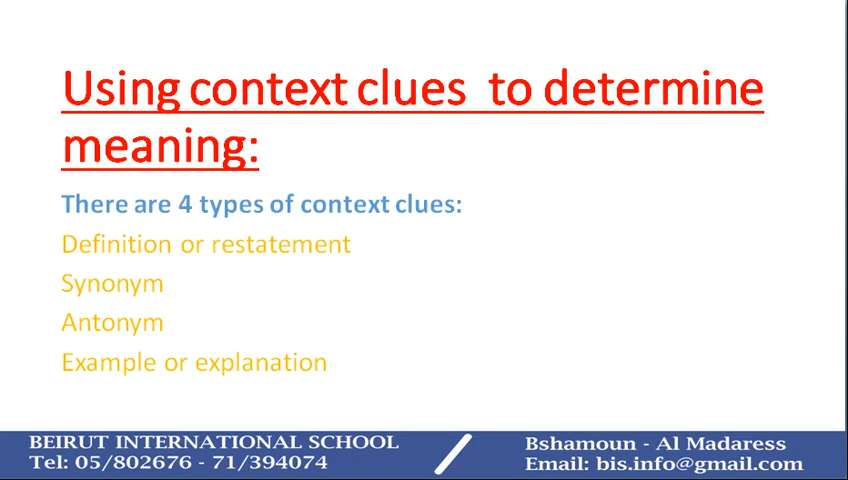 Using context clues  to determine
meaning:
There are 4 types of context clues:
Definition or restatement
Synonym
Antonym
Example or explanation
BEIRUT INTERNATIONAL SCHOOL
Tel: 05/802676 - 71/394074
Bshamoun - Al Madaress
Email: bis.info@gmail.com